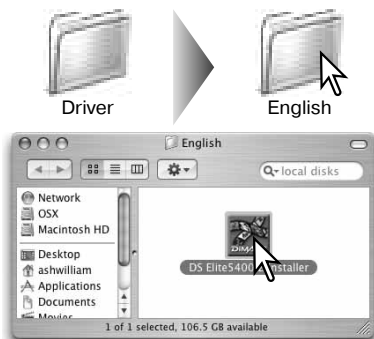 Driver
English
English
local disks
Network
OSX
Macintosh HD
Desktop
ashwilliam
Applications
Documents
Movies
DS Elite5400 installer
1 of 1 selected, 106.5 GB available